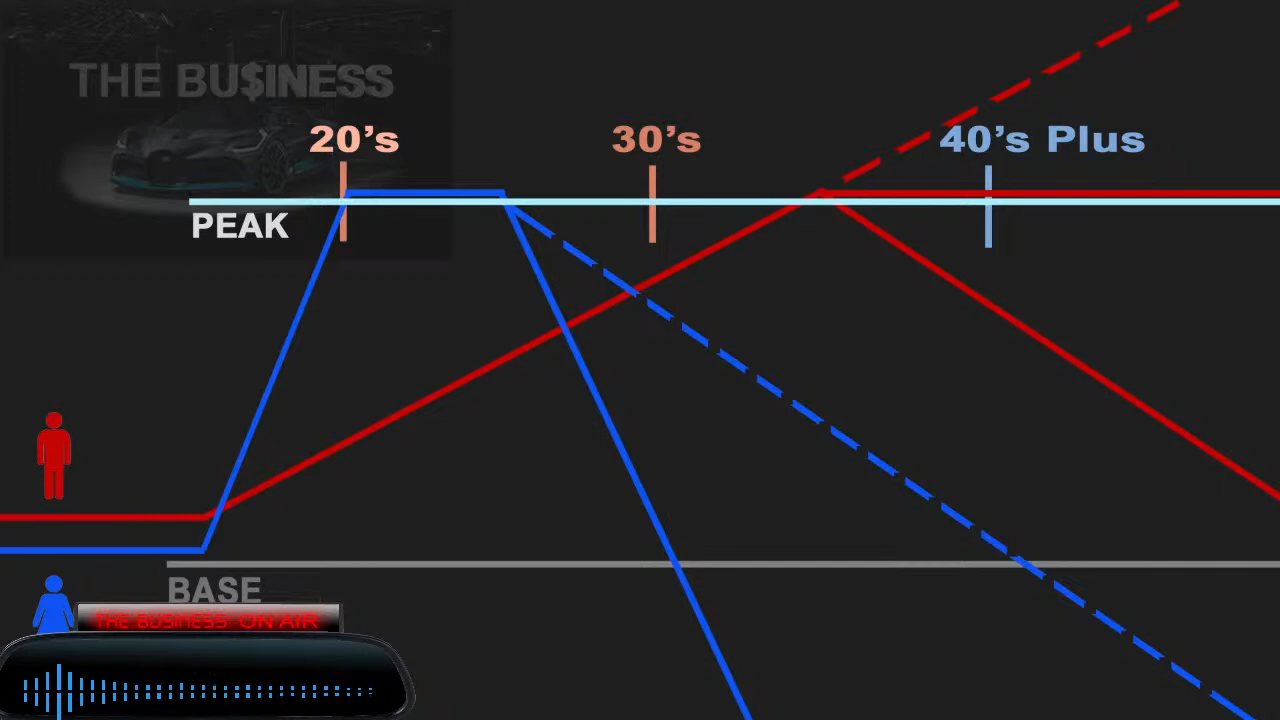 THE BU$INESS
20's
30's
40's Plus
PEAK
BASE
THE BUSINESS ON AIR